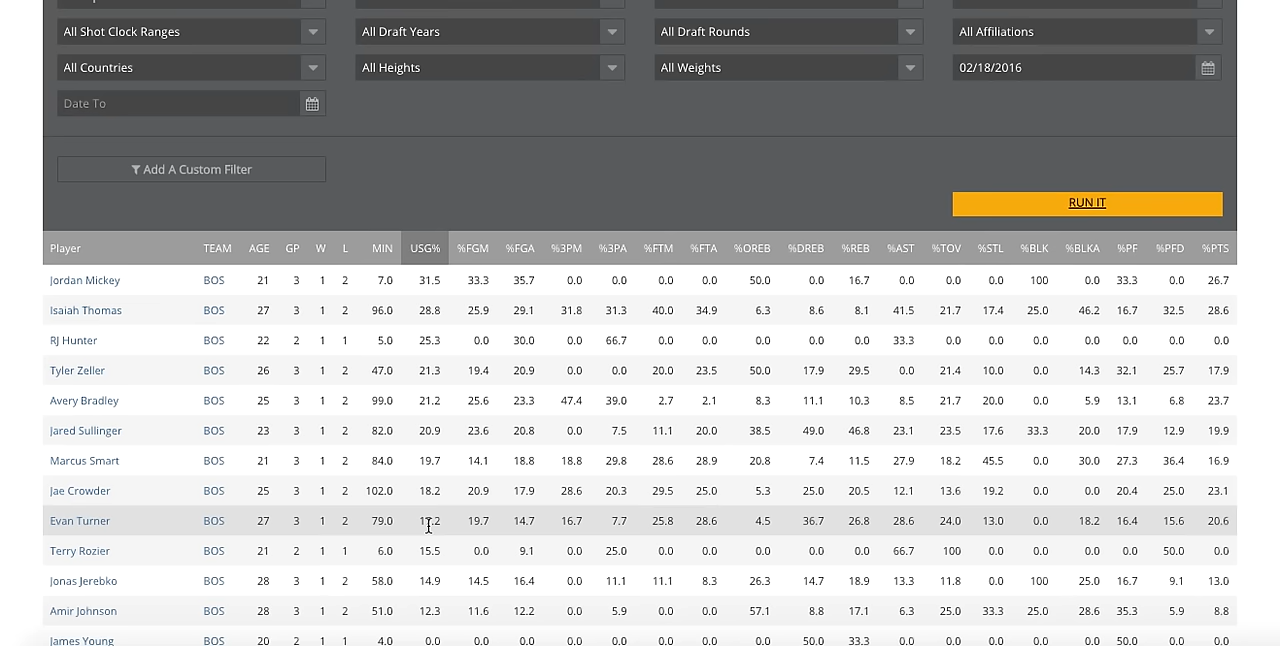 All Shot Clock Ranges All Draft Years All Draft Rounds All Affiliations
All Countries All Heights All Weights 02/18/2016
Date To
Add A Custom Filter
RUN IT
Player TEAM AGE GP W L MIN USG% %FGM %FGA %3PM %3PA %FTM %FTA %OREB %DREB %REB %AST %TOV %STL %BLK %BLKA %PF %PFD %PTS
Jordan Mickey BOS 21 3 1 2 7.0 31.5 33.3 35.7 0.0 0.0 0.0 0.0 50.0 0.0 16.7 0.0 0.0 0.0 100 0.0 33.3 0.0 26.7
Isaiah Thomas BOS 27 3 1 2 96.0 28.8 25.9 29.1 31.8 31.3 40.0 34.9 6.3 8.6 8.1 41.5 21.7 17.4 25.0 46.2 16.7 32.5 28.6
RJ Hunter BOS 22 2 1 1 5.0 25.3 0.0 30.0 0.0 66.7 0.0 0.0 0.0 0.0 0.0 33.3 0.0 0.0 0.0 0.0 0.0 0.0 0.0
Tyler Zeller BOS 26 3 1 2 47.0 21.3 19.4 20.9 0.0 0.0 20.0 23.5 50.0 17.9 29.5 0.0 21.4 10.0 0.0 14.3 32.1 25.7 17.9
Avery Bradley BOS 25 3 1 2 99.0 21.2 25.6 23.3 47.4 39.0 2.7 2.1 8.3 11.1 10.3 8.5 21.7 20.0 0.0 5.9 13.1 6.8 23.7
Jared Sullinger BOS 23 3 1 2 82.0 20.9 23.6 20.8 0.0 7.5 11.1 20.0 38.5 49.0 46.8 23.1 23.5 17.6 33.3 20.0 17.9 12.9 19.9
Marcus Smart BOS 21 3 1 2 84.0 19.7 14.1 18.8 18.8 29.8 28.6 28.9 20.8 7.4 11.5 27.9 18.2 45.5 0.0 30.0 27.3 36.4 16.9
Jae Crowder BOS 25 3 1 2 102.0 18.2 20.9 17.9 28.6 20.3 29.5 25.0 5.3 25.0 20.5 12.1 13.6 19.2 0.0 0.0 20.4 25.0 23.1
Evan Turner BOS 27 3 1 2 79.0 19.7 14.7 16.7 7.7 25.8 28.6 4.5 36.7 26.8 28.6 24.0 13.0 0.0 18.2 16.4 15.6 20.6
Terry Rozier BOS 21 2 1 1 6.0 15.5 0.0 9.1 0.0 25.0 0.0 0.0 0.0 0.0 0.0 66.7 100 0.0 0.0 0.0 0.0 50.0 0.0
Jonas Jerebko BOS 28 3 1 2 58.0 14.9 14.5 16.4 0.0 11.1 11.1 8.3 26.3 14.7 18.9 13.3 11.8 0.0 100 25.0 16.7 9.1 13.0
Amir Johnson BOS 28 3 1 2 51.0 12.3 11.6 12.2 0.0 5.9 0.0 0.0 57.1 8.8 17.1 6.3 25.0 33.3 25.0 28.6 35.3 5.9 8.8
James Young BOS 20 2 1 1 4.0 0.0 0.0 0.0 0.0 0.0 0.0 0.0 0.0 50.0 33.3 0.0 0.0 0.0 0.0 0.0 50.0 0.0 0.0